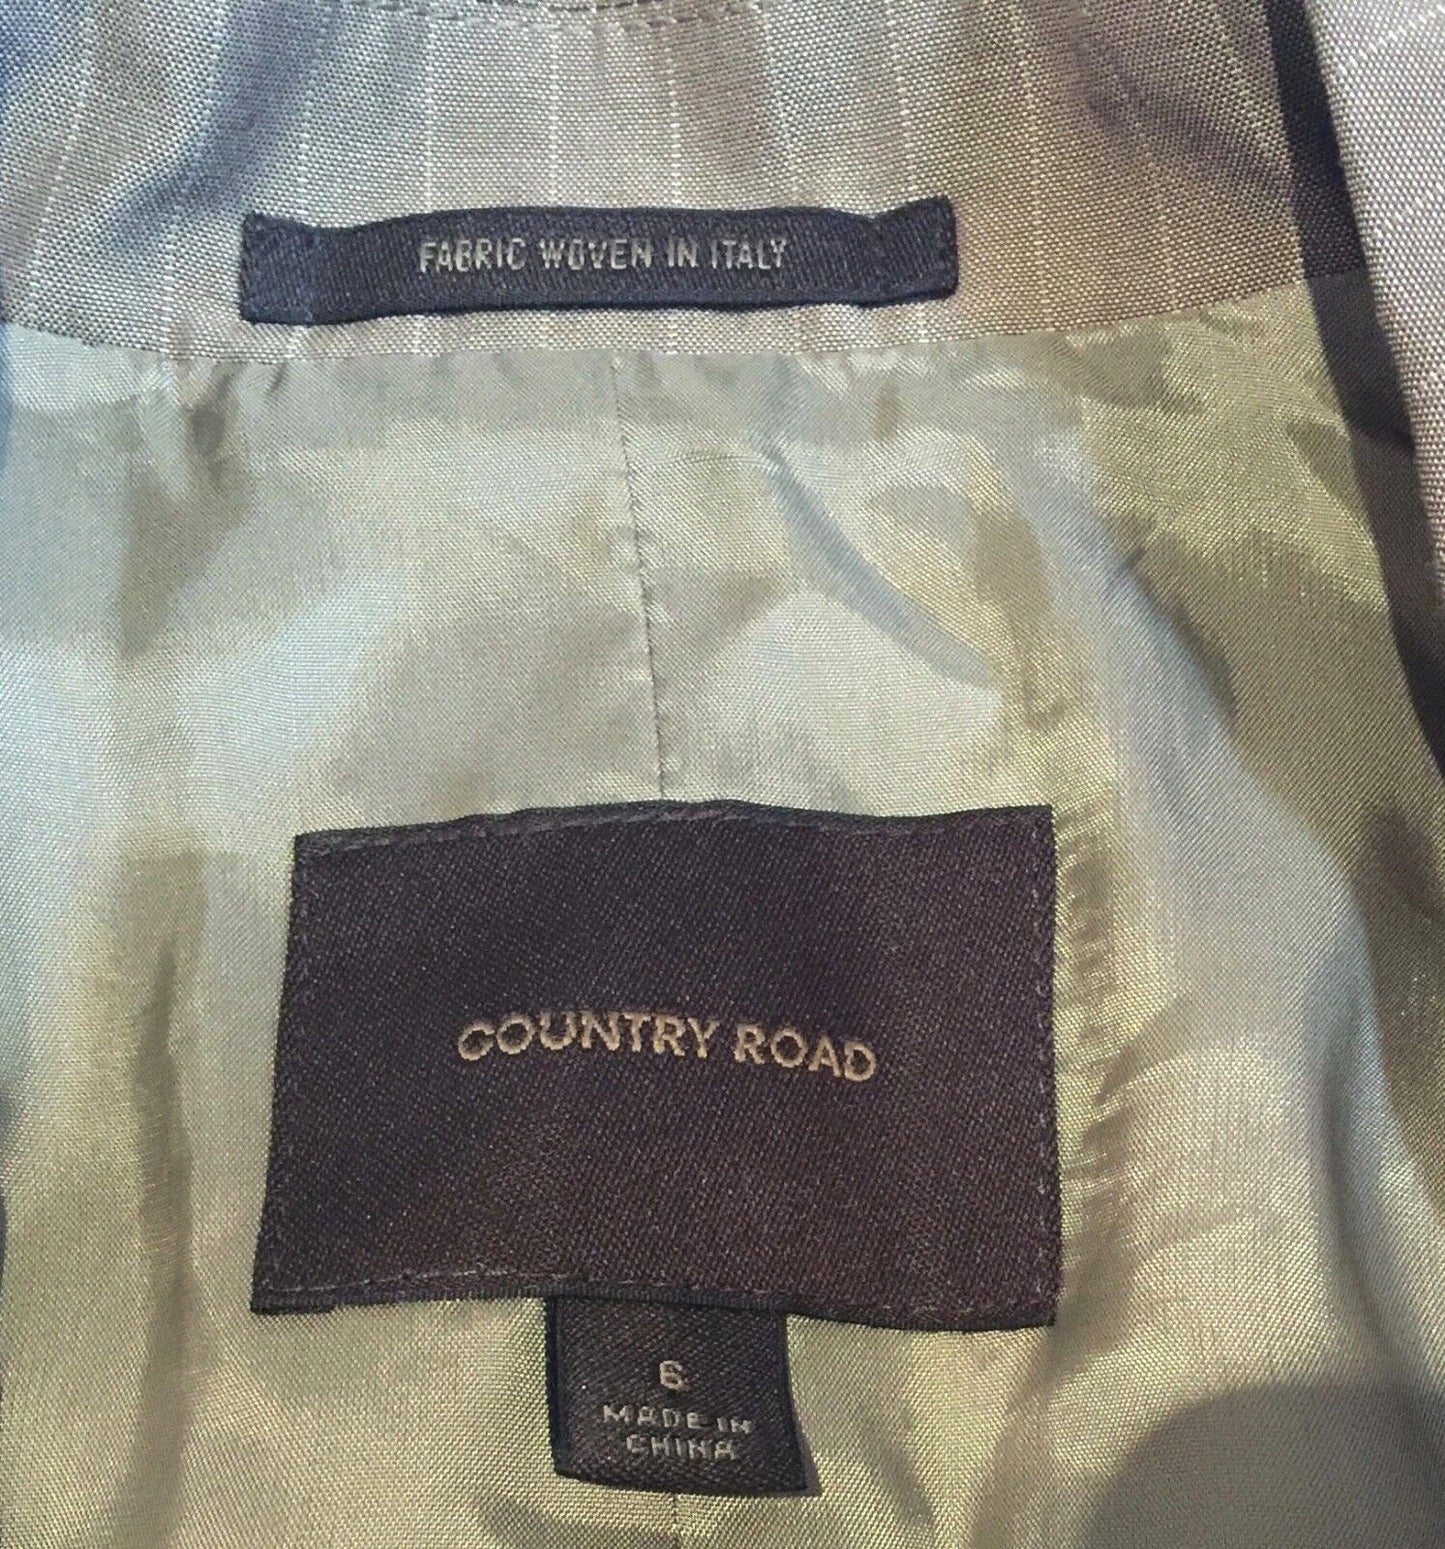 FABRIC WOVEN IN ITALY
COUNTRY ROAD
6
MADE IN
CHINA